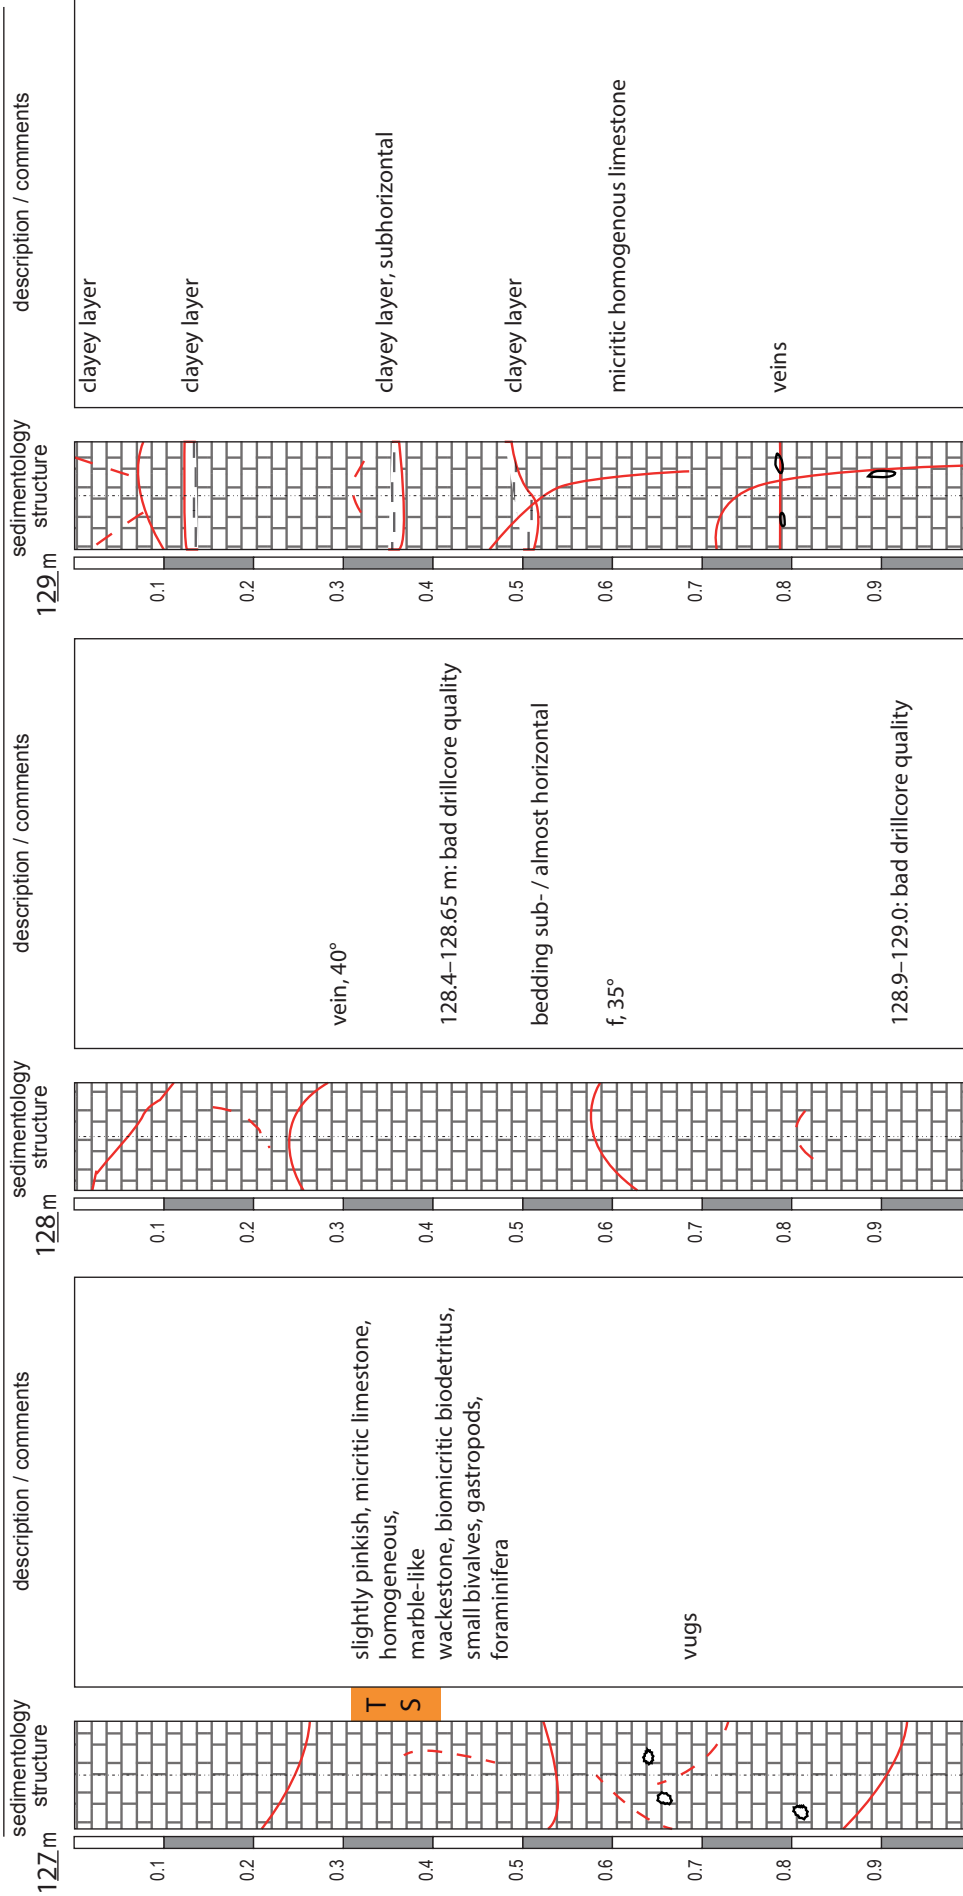 127 m
sedimentology
structure
description / comments
0.1
0.2
0.3
0.4
0.5
0.6
0.7
0.8
0.9
T S
slightly pinkish, micritic limestone,
homogeneous,
marble-like
wackestone, biomicritic biodetritus,
small bivalves, gastropods,
foraminifera
vugs
128 m
sedimentology
structure
description / comments
0.1
0.2
0.3
0.4
0.5
0.6
0.7
0.8
0.9
vein, 40°
128.4–128.65 m: bad drillcore quality
bedding sub- / almost horizontal
f, 35°
128.9–129.0: bad drillcore quality
129 m
sedimentology
structure
description / comments
0.1
0.2
0.3
0.4
0.5
0.6
0.7
0.8
0.9
clayey layer
clayey layer
clayey layer, subhorizontal
clayey layer
micritic homogenous limestone
veins